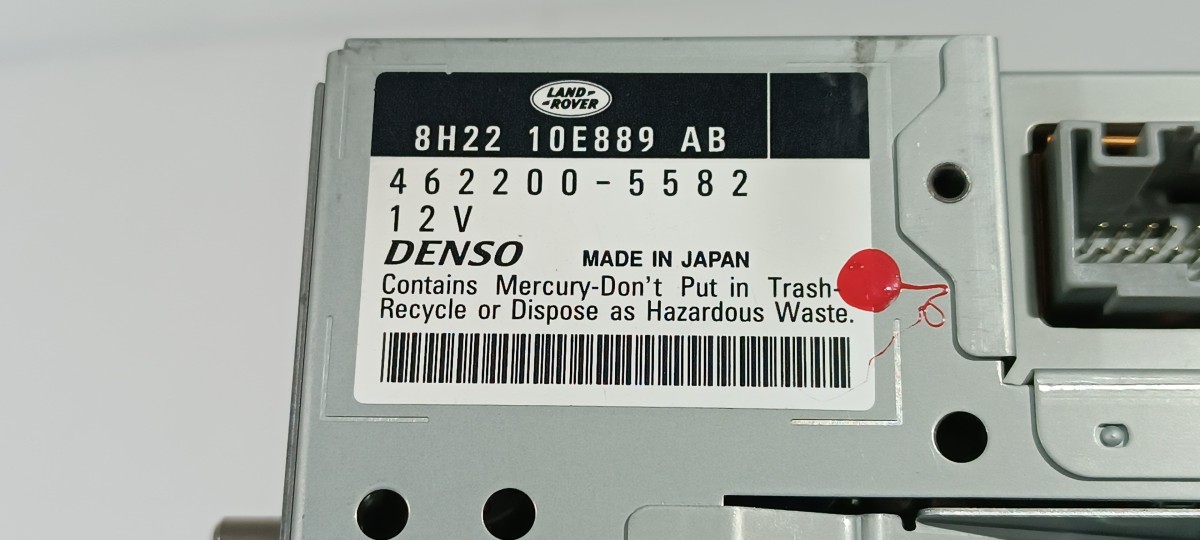 LAND-
-ROVER
8H22 10E889 AB
462200-5582
12V
DENSO MADE IN JAPAN
Contains Mercury-Don't Put in Trash-
Recycle or Dispose as Hazardous Waste.